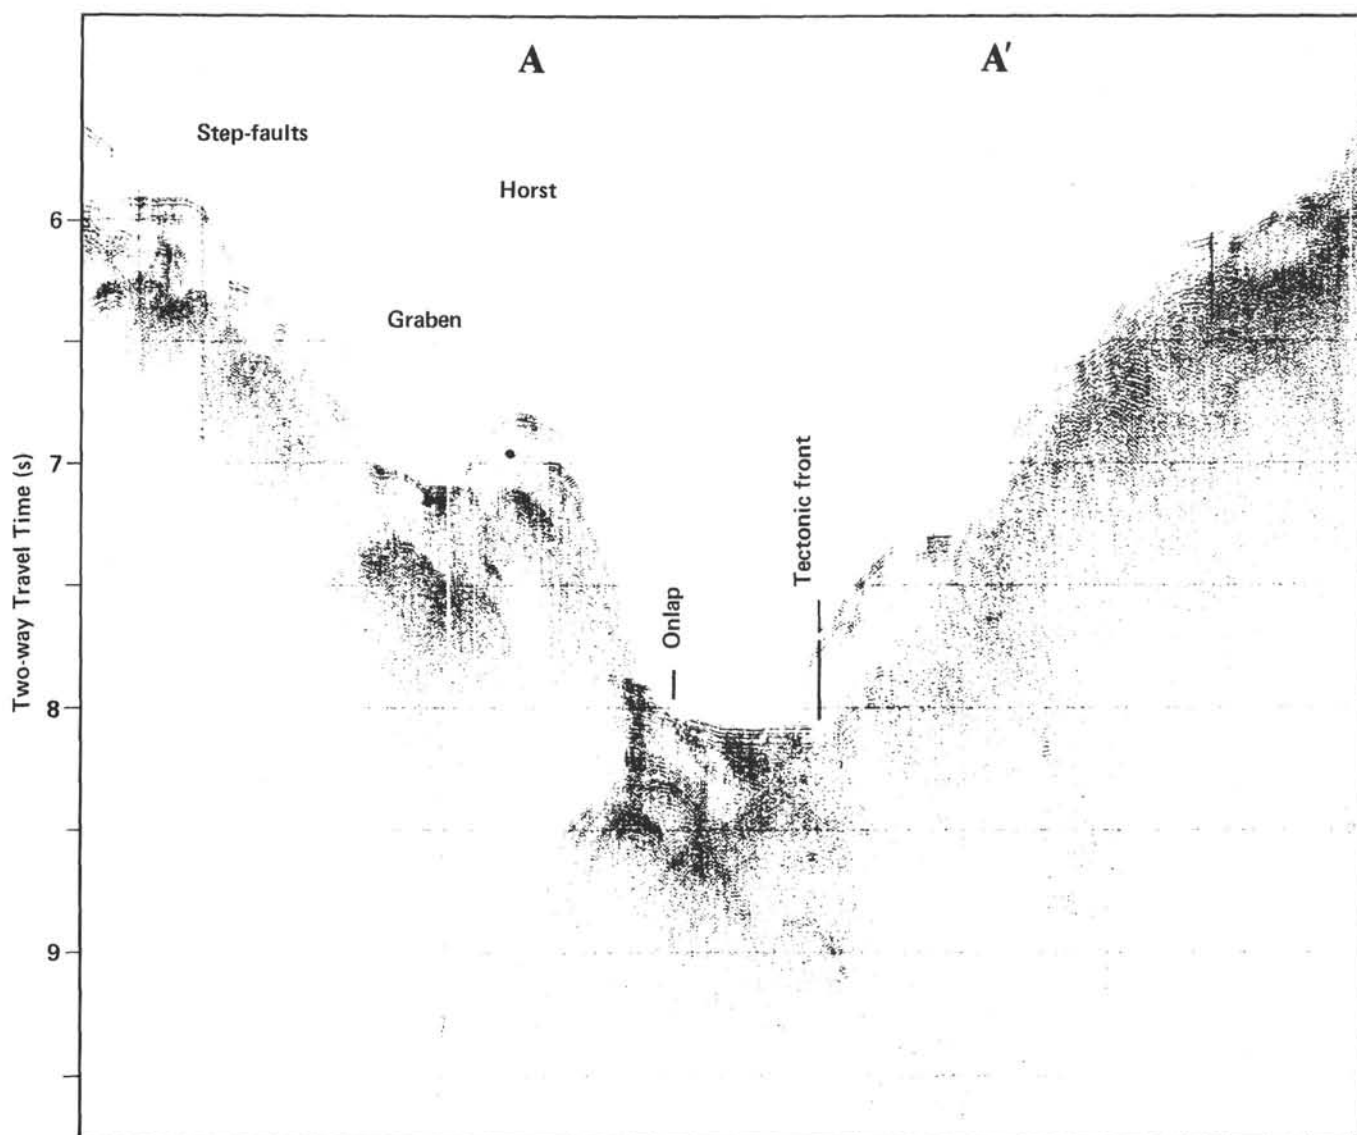 A
A'
Step-faults
Horst
6
Graben
7
Two-way Travel Time (s)
Tectonic front
Onlap
8
9